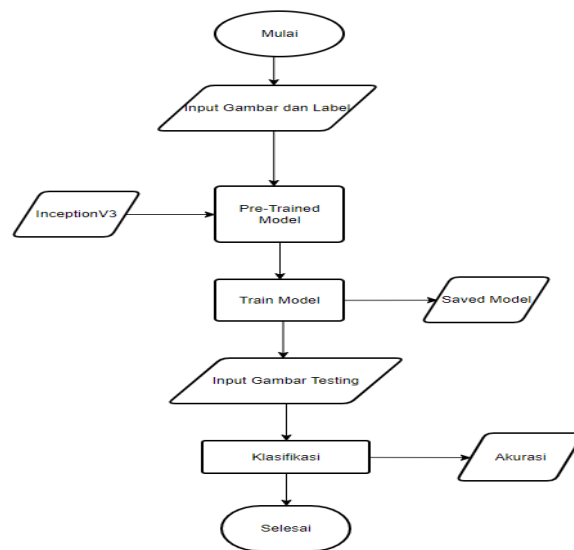 Mulai
Input Gambar dan Label
InceptionV3
Pre-Trained
Model
Train Model
Saved Model
Input Gambar Testing
Klasifikasi
Akurasi
Selesai